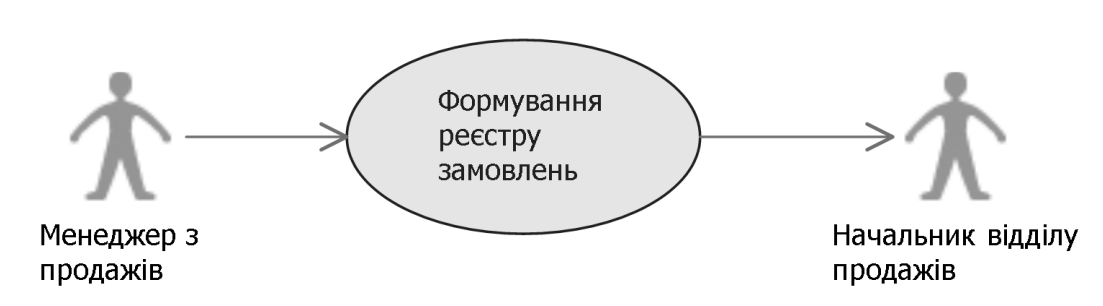 Формування
реєстру
замовлень
Менеджер з
продажів
Начальник відділу
продажів